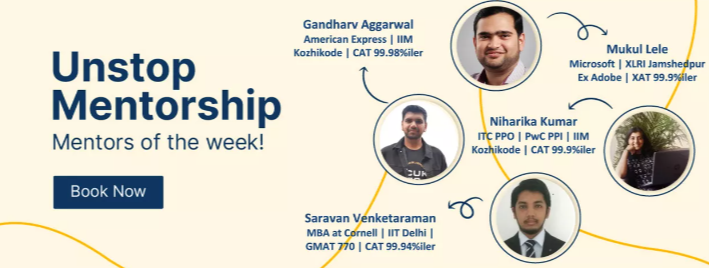 Unstop
Mentorship
Mentors of the week!
Book Now
Gandharv Aggarwal
American Express | IIM
Kozhikode | CAT 99.98%iler
Mukul Lele
Microsoft | XLRI Jamshedpur
Ex Adobe | XAT 99.9%iler
Niharika Kumar
ITC PPO | PwC PPI | IIM
Kozhikode | CAT 99.9%iler
Saravan Venketaraman
MBA at Cornell | IIT Delhi |
GMAT 770 | CAT 99.94%iler